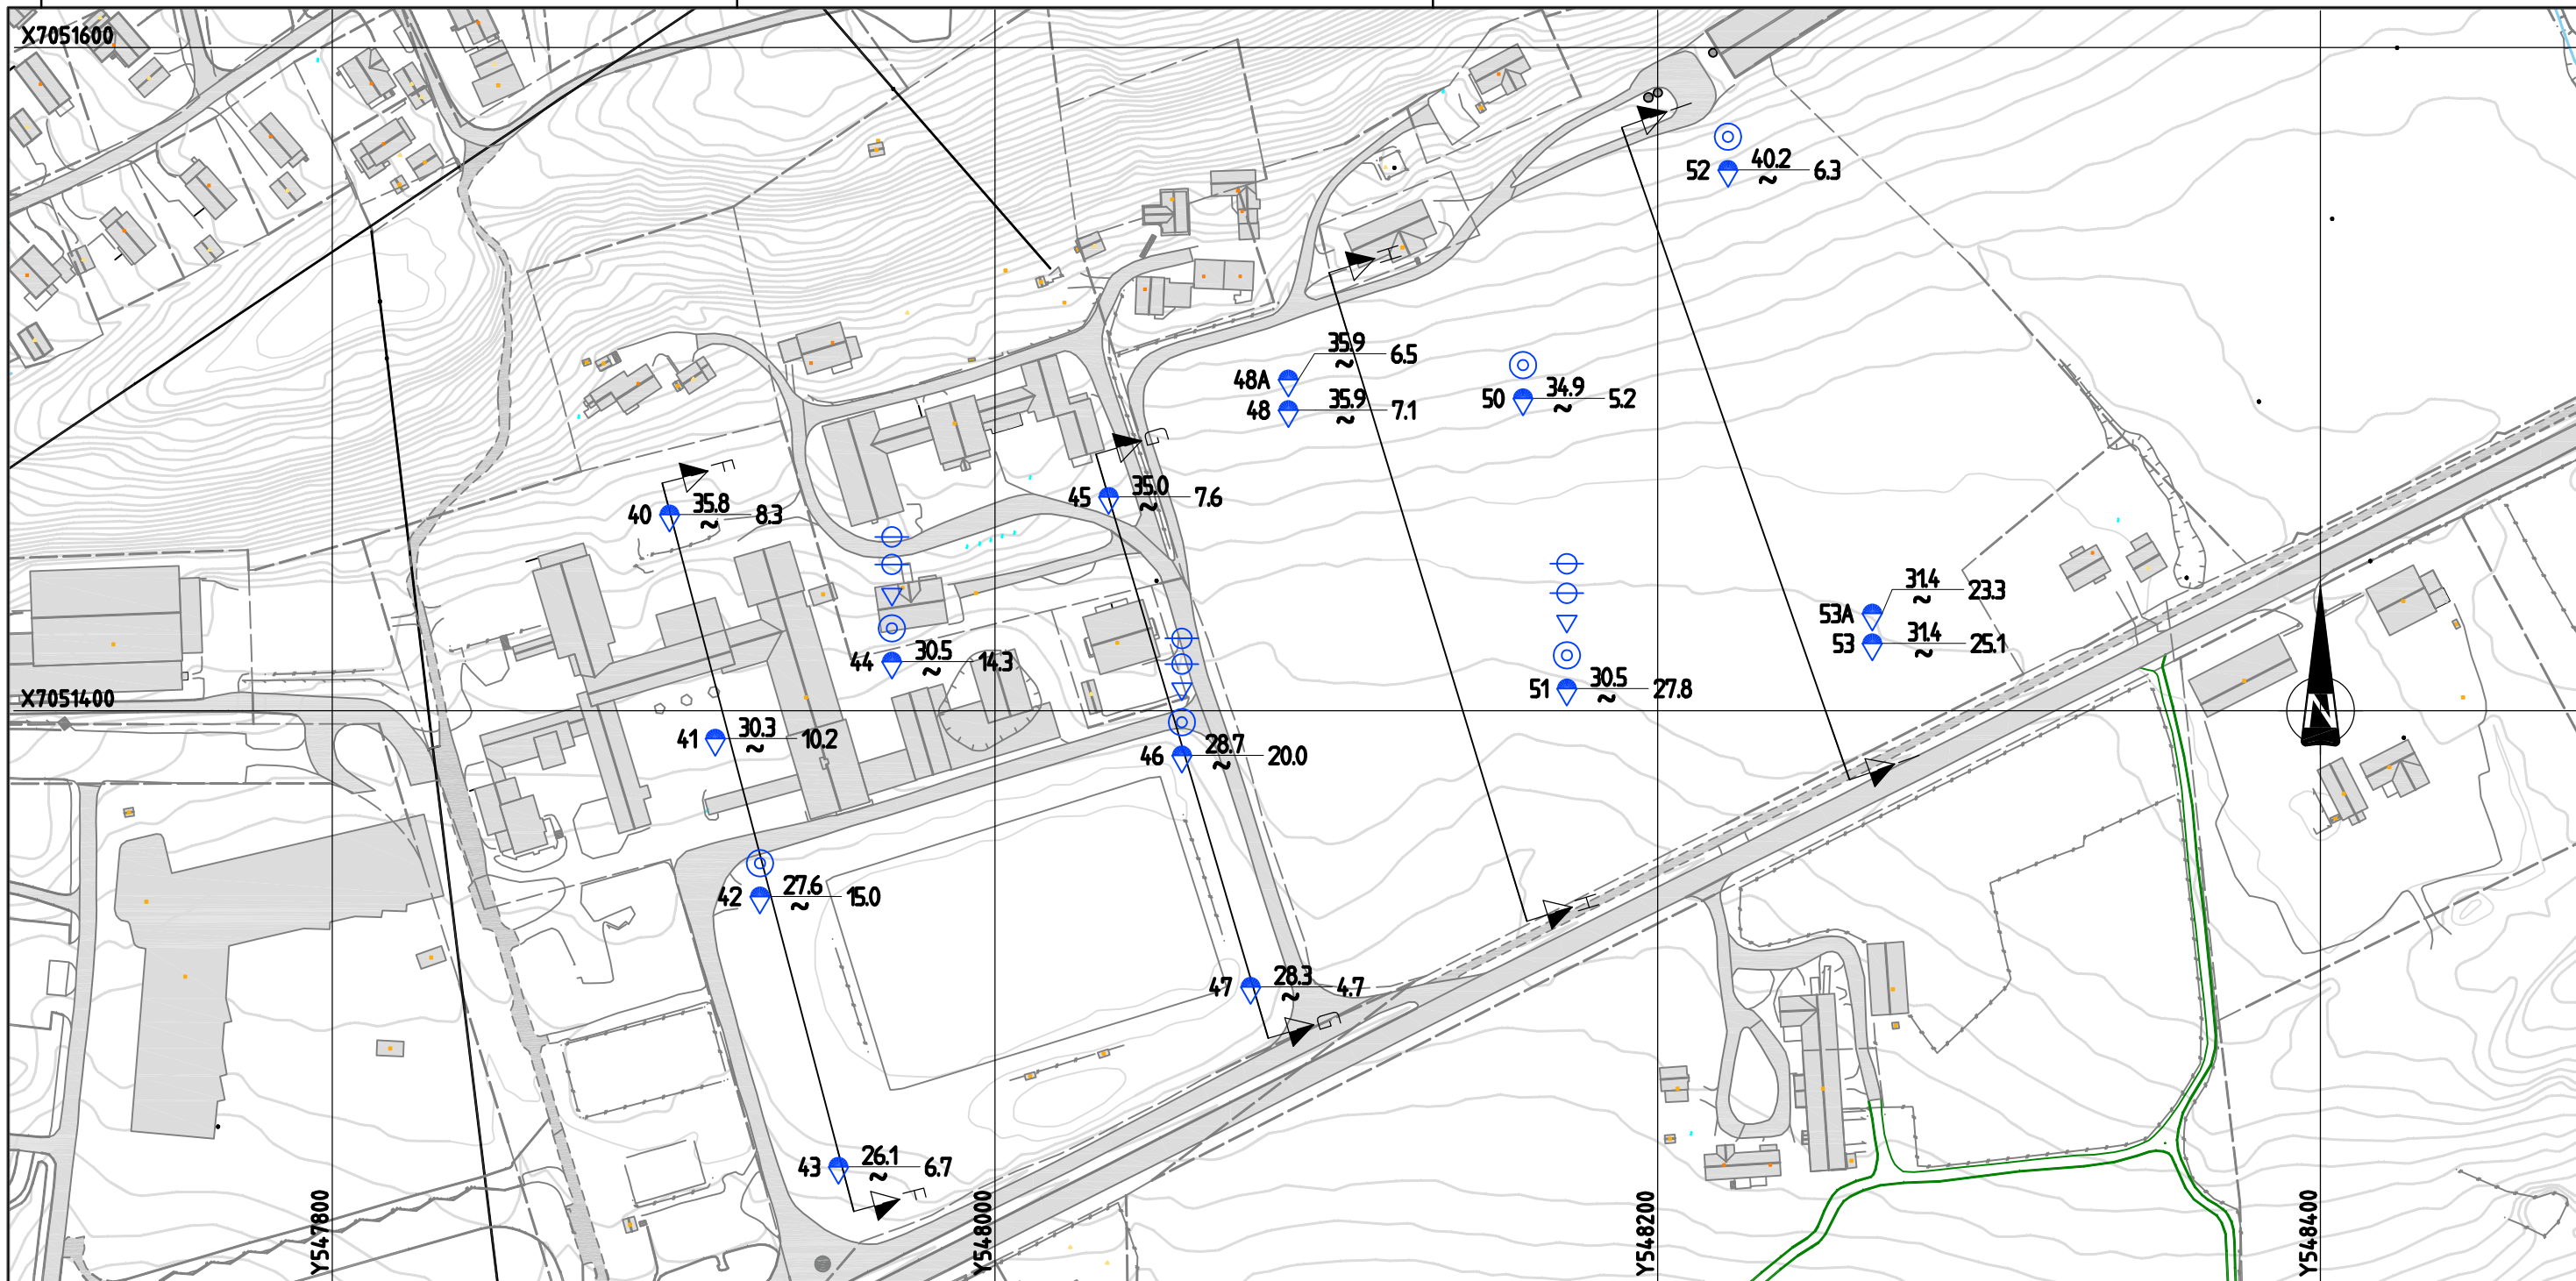 X7051600
52 40.2 ~ 6.3
48A 35.9 ~ 6.5
48 35.9 ~ 7.1
50 34.9 ~ 5.2
F
45 35.0 ~ 7.6
40 35.8 ~ 8.3
53A 31.4 ~ 23.3
53 31.4 ~ 25.1
44 30.5 ~ 14.3
51 30.5 ~ 27.8
X7051400
N
41 30.3 ~ 10.2
46 28.7 ~ 20.0
42 27.6 ~ 15.0
47 28.3 ~ 4.7
43 26.1 ~ 6.7
F
Y547800
Y548000
Y548200
Y548400